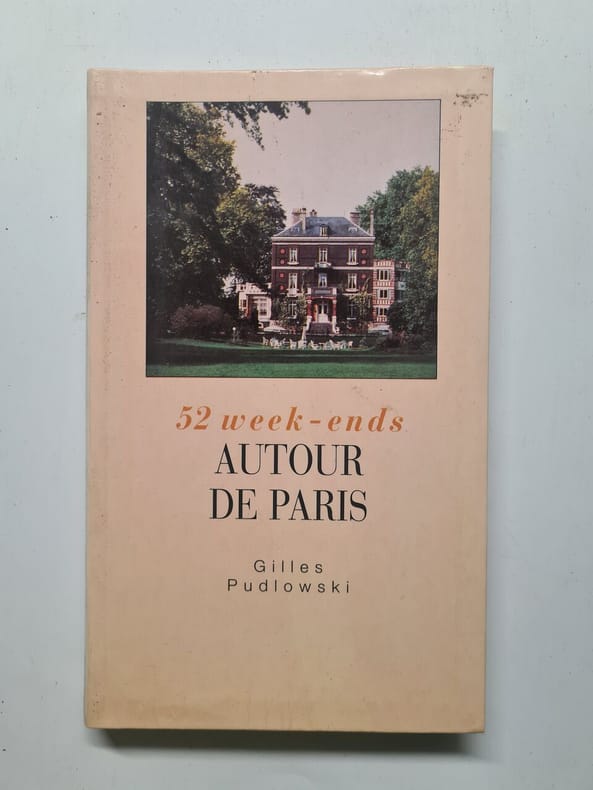 52 week-ends
AUTOUR
DE PARIS
Gilles
Pudlowski